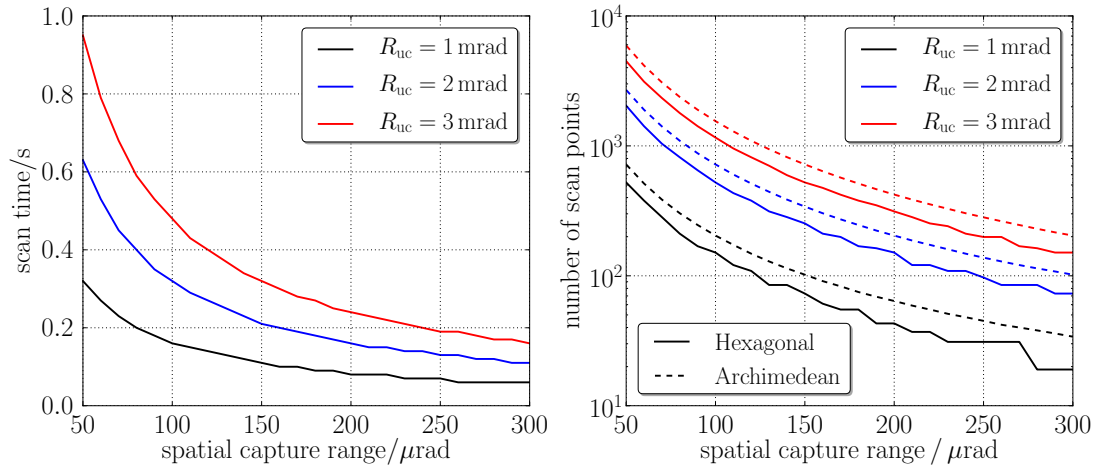 1.0
0.8
0.6
0.4
0.2
0.0
scan time/s
50 100 150 200 250 300
spatial capture range/μrad
R_uc = 1 mrad
R_uc = 2 mrad
R_uc = 3 mrad
10^4
10^3
10^2
10^1
number of scan points
50 100 150 200 250 300
spatial capture range / μrad
R_uc = 1 mrad
R_uc = 2 mrad
R_uc = 3 mrad
Hexagonal
Archimedean